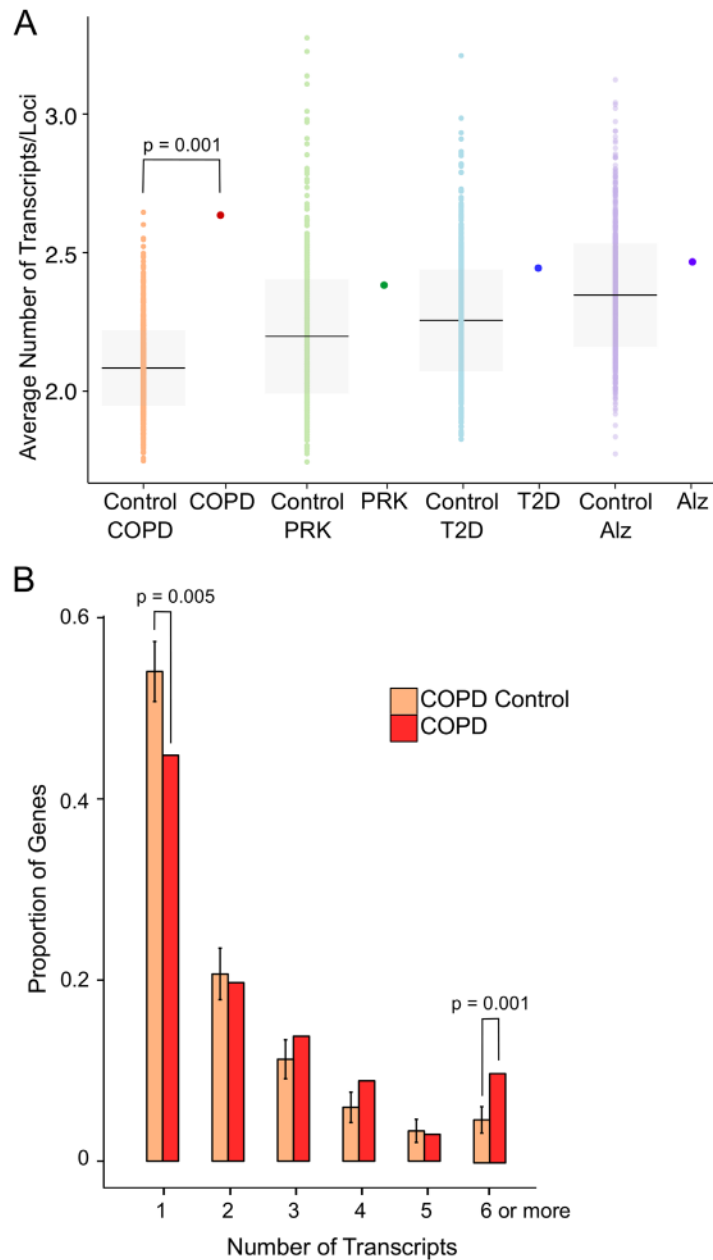 A
Average Number of Transcripts/Loci
3.0
2.5
2.0
p = 0.001
Control COPD
COPD
Control PRK
PRK
Control T2D
T2D
Control Alz
Alz
B
Proportion of Genes
0.6
0.4
0.2
0
p = 0.005
COPD Control
COPD
p = 0.001
1 2 3 4 5 6 or more
Number of Transcripts